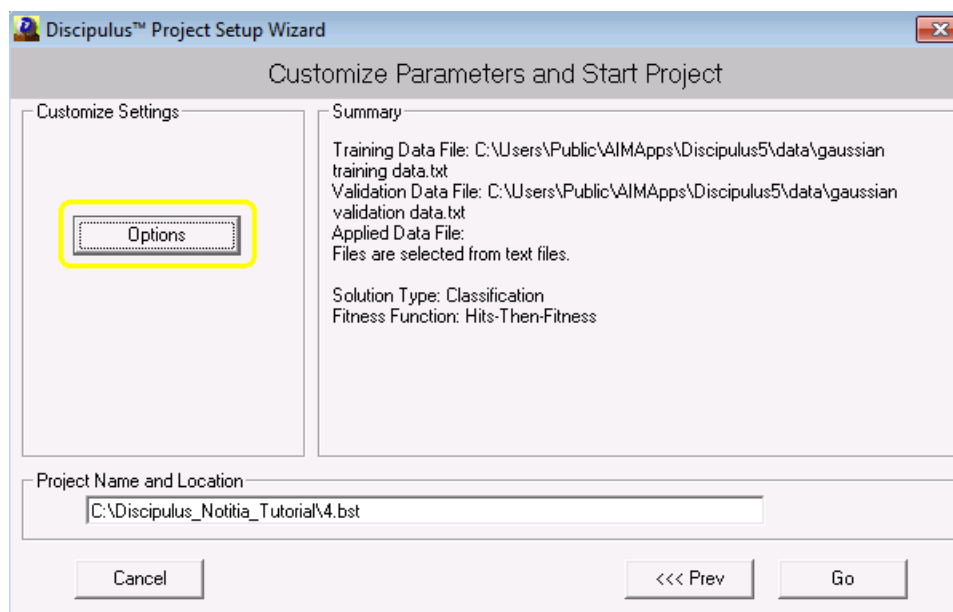 Discipulus™ Project Setup Wizard
Customize Parameters and Start Project
Customize Settings
Options
Summary
Training Data File: C:\Users\Public\AIMApps\Discipulus5\data\gaussian
training data.txt
Validation Data File: C:\Users\Public\AIMApps\Discipulus5\data\gaussian
validation data.txt
Applied Data File:
Files are selected from text files.
Solution Type: Classification
Fitness Function: Hits-Then-Fitness
Project Name and Location
C:\Discipulus_Notitia_Tutorial\4.bst
Cancel
<<< Prev
Go